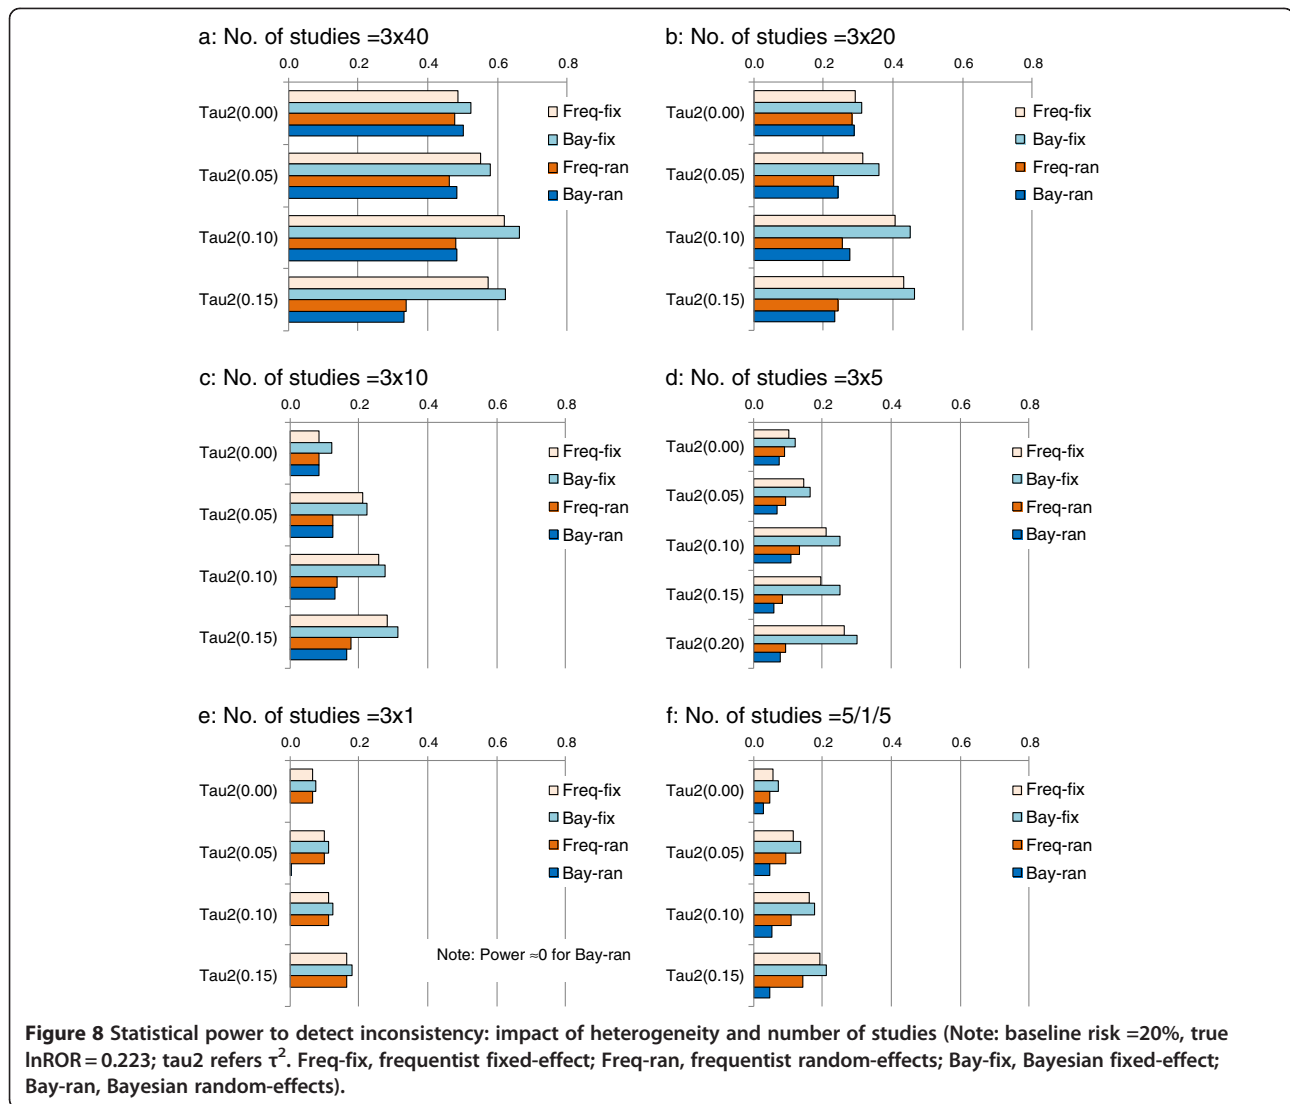 a: No. of studies =3x40
0.0 0.2 0.4 0.6 0.8
Tau2(0.00)
Tau2(0.05)
Tau2(0.10)
Tau2(0.15)
Freq-fix
Bay-fix
Freq-ran
Bay-ran
b: No. of studies =3x20
0.0 0.2 0.4 0.6 0.8
Tau2(0.00)
Tau2(0.05)
Tau2(0.10)
Tau2(0.15)
Freq-fix
Bay-fix
Freq-ran
Bay-ran
c: No. of studies =3x10
0.0 0.2 0.4 0.6 0.8
Tau2(0.00)
Tau2(0.05)
Tau2(0.10)
Tau2(0.15)
Freq-fix
Bay-fix
Freq-ran
Bay-ran
d: No. of studies =3x5
0.0 0.2 0.4 0.6 0.8
Tau2(0.00)
Tau2(0.05)
Tau2(0.10)
Tau2(0.15)
Tau2(0.20)
Freq-fix
Bay-fix
Freq-ran
Bay-ran
e: No. of studies =3x1
0.0 0.2 0.4 0.6 0.8
Tau2(0.00)
Tau2(0.05)
Tau2(0.10)
Tau2(0.15)
Freq-fix
Bay-fix
Freq-ran
Bay-ran
Note: Power ≈0 for Bay-ran
f: No. of studies =5/1/5
0.0 0.2 0.4 0.6 0.8
Tau2(0.00)
Tau2(0.05)
Tau2(0.10)
Tau2(0.15)
Freq-fix
Bay-fix
Freq-ran
Bay-ran
Figure 8 Statistical power to detect inconsistency: impact of heterogeneity and number of studies (Note: baseline risk =20%, true
lnROR = 0.223; tau2 refers τ². Freq-fix, frequentist fixed-effect; Freq-ran, frequentist random-effects; Bay-fix, Bayesian fixed-effect;
Bay-ran, Bayesian random-effects).